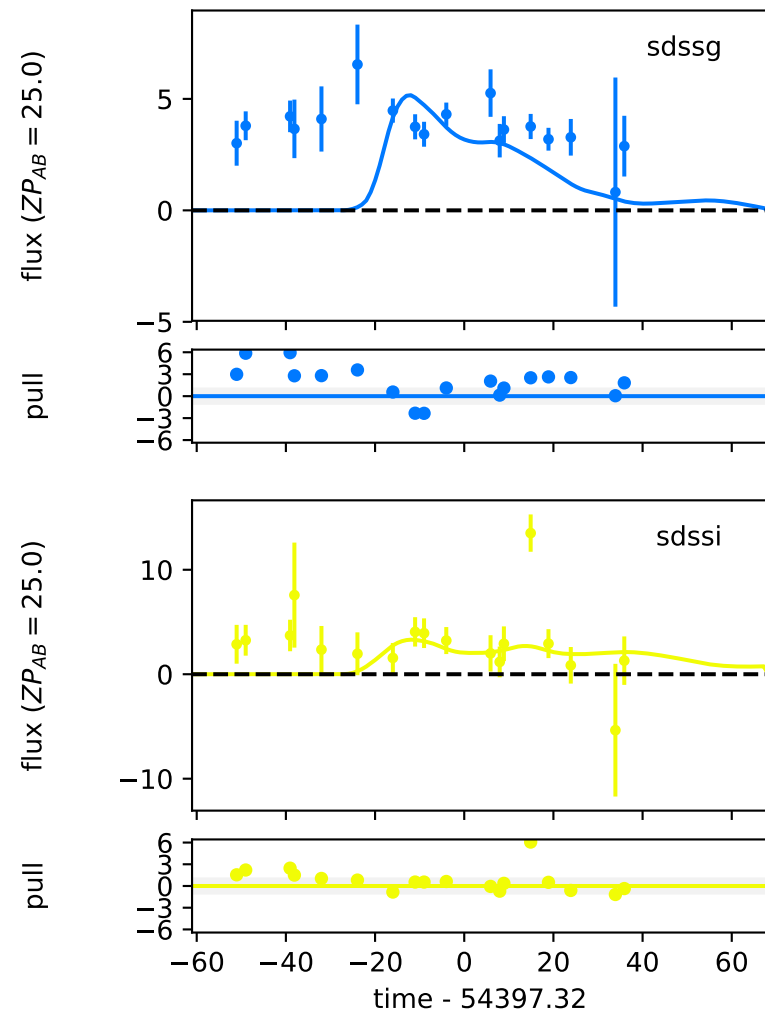 sdssg
flux (ZP_AB = 25.0)
5
0
−5
pull
6
3
0
−3
−6
sdssi
flux (ZP_AB = 25.0)
10
0
−10
pull
6
3
0
−3
−6
−60 −40 −20 0 20 40 60
time - 54397.32